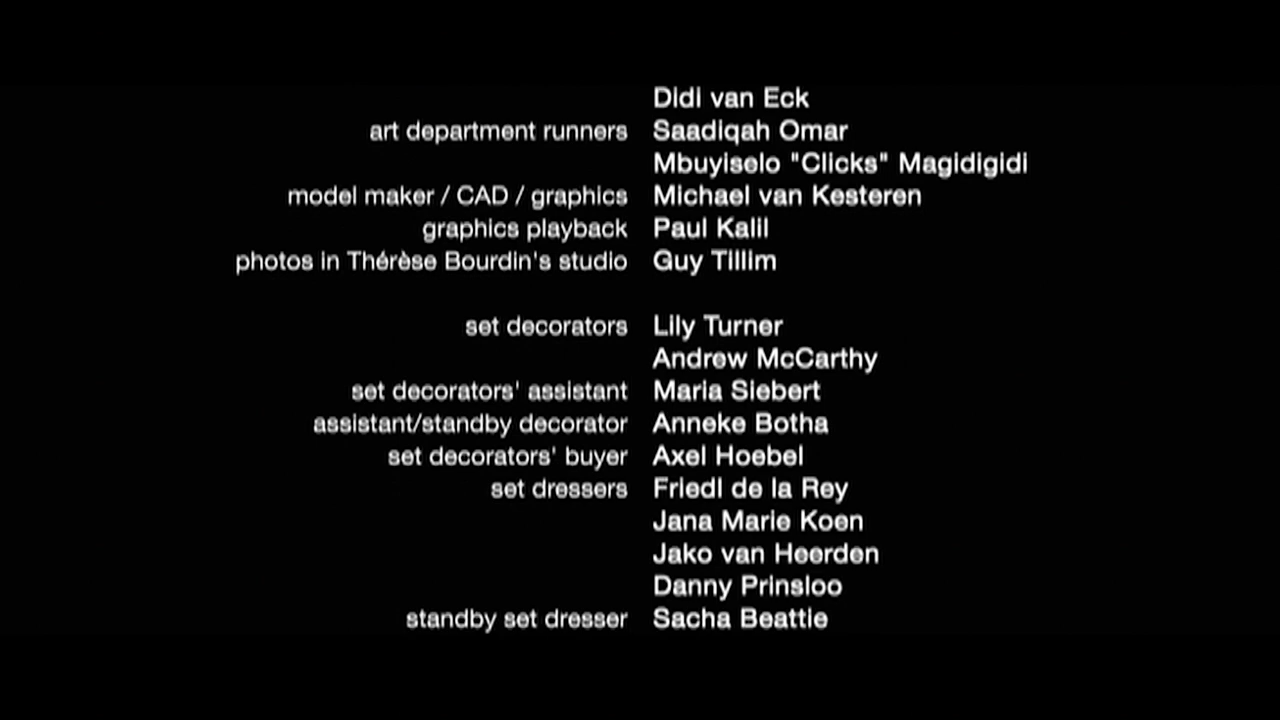 Didi van Eck
art department runners Saadiqah Omar
Mbuyiselo "Clicks" Magidigidi
model maker / CAD / graphics Michael van Kesteren
graphics playback Paul Kalil
photos in Thérèse Bourdin's studio Guy Tillim
set decorators Lily Turner
Andrew McCarthy
set decorators' assistant Maria Siebert
assistant/standby decorator Anneke Botha
set decorators' buyer Axel Hoebel
set dressers Friedl de la Rey
Jana Marie Koen
Jako van Heerden
Danny Prinsloo
standby set dresser Sacha Beattie